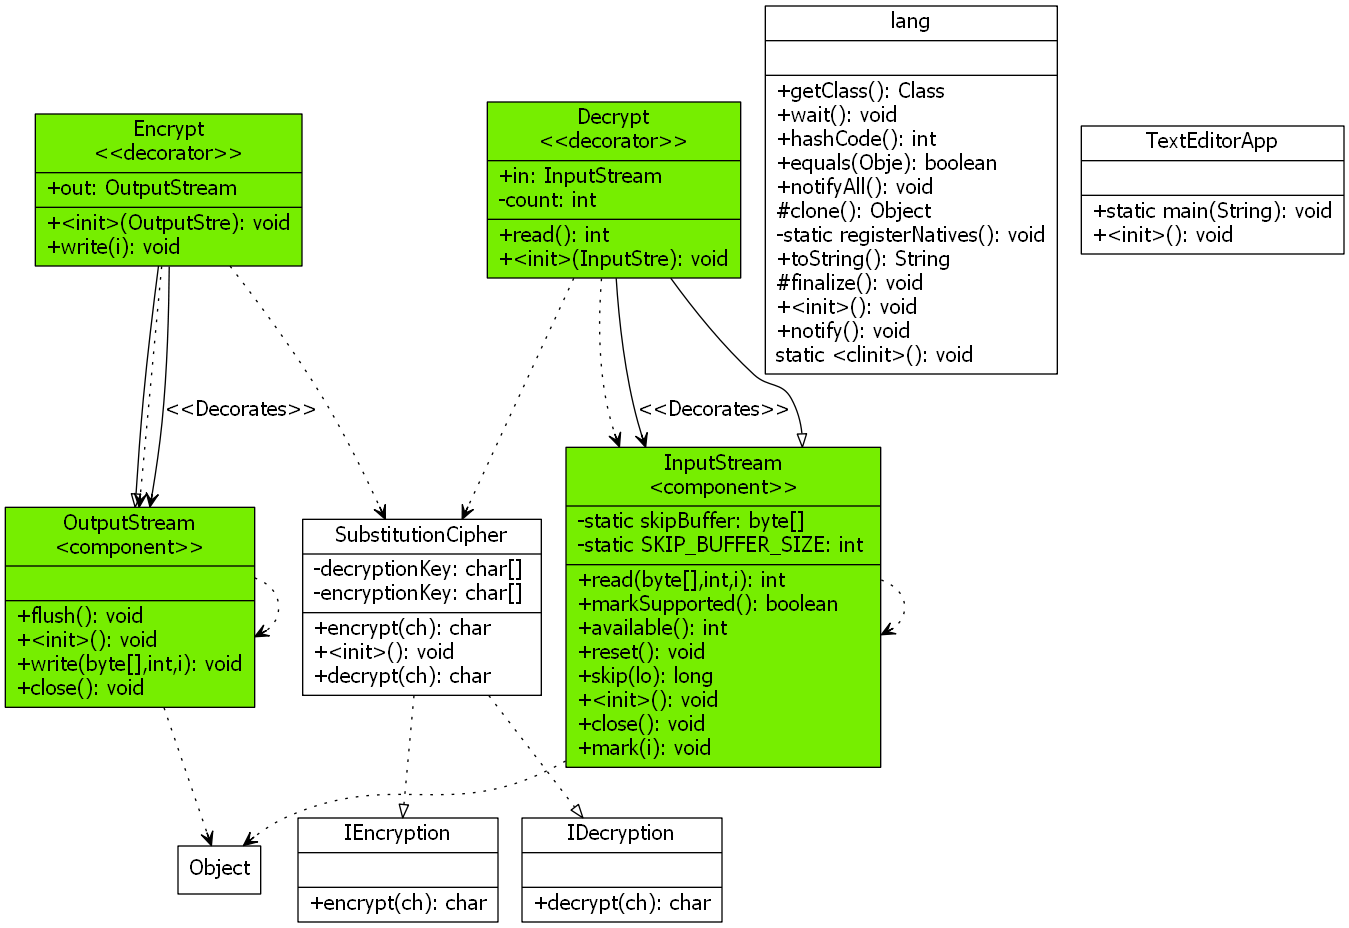 lang
+getClass(): Class
+wait(): void
+hashCode(): int
+equals(Obje): boolean
+notifyAll(): void
#clone(): Object
-static registerNatives(): void
+toString(): String
#finalize(): void
+<init>(): void
+notify(): void
static <clinit>(): void
Encrypt
<<decorator>>
+out: OutputStream
+<init>(OutputStre): void
+write(i): void
Decrypt
<<decorator>>
+in: InputStream
-count: int
+read(): int
+<init>(InputStre): void
TextEditorApp
+static main(String): void
+<init>(): void
<<Decorates>>
<<Decorates>>
OutputStream
<component>>
+flush(): void
+<init>(): void
+write(byte[],int,i): void
+close(): void
SubstitutionCipher
-decryptionKey: char[]
-encryptionKey: char[]
+encrypt(ch): char
+<init>(): void
+decrypt(ch): char
InputStream
<component>>
-static skipBuffer: byte[]
-static SKIP_BUFFER_SIZE: int
+read(byte[],int,i): int
+markSupported(): boolean
+available(): int
+reset(): void
+skip(lo): long
+<init>(): void
+close(): void
+mark(i): void
Object
IEncryption
+encrypt(ch): char
IDecryption
+decrypt(ch): char